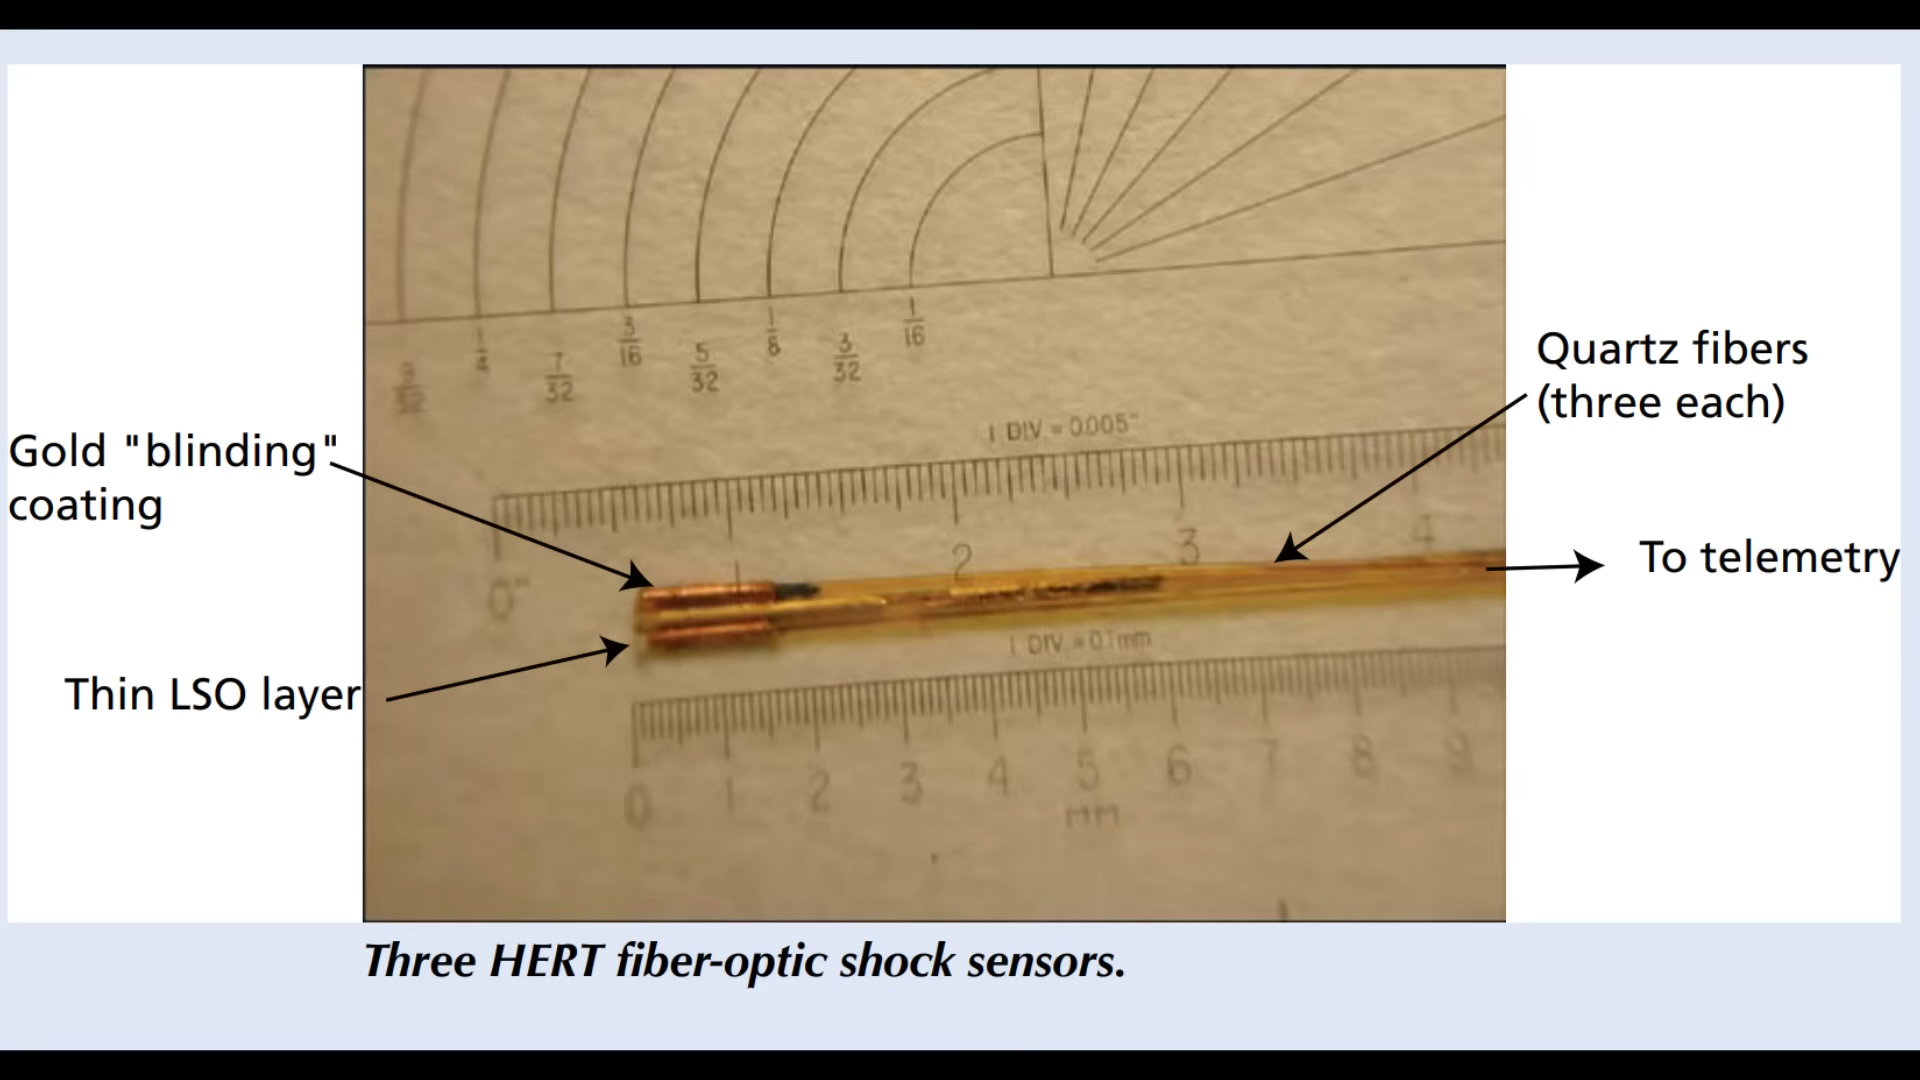 1/4
7/32
3/16
5/32
1/8
3/32
1/16
Quartz fibers
(three each)
1 DIV. = 0.005"
Gold "blinding"
coating
2 3 4
To telemetry
0"
1 DIV. = 0.1mm
Thin LSO layer
0 1 2 3 4 5 6 7 8 9
MM
Three HERT fiber-optic shock sensors.